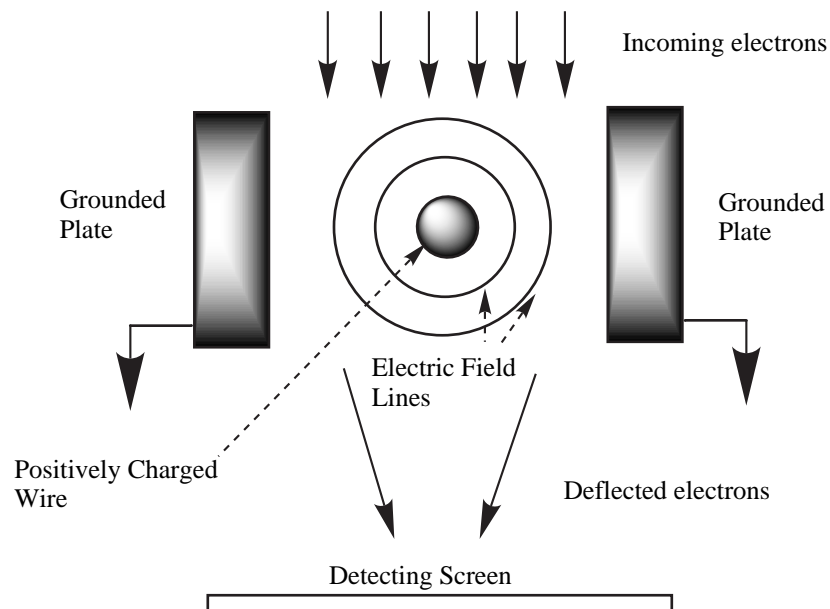 Incoming electrons
Grounded
Plate
Grounded
Plate
Electric Field
Lines
Positively Charged
Wire
Deflected electrons
Detecting Screen